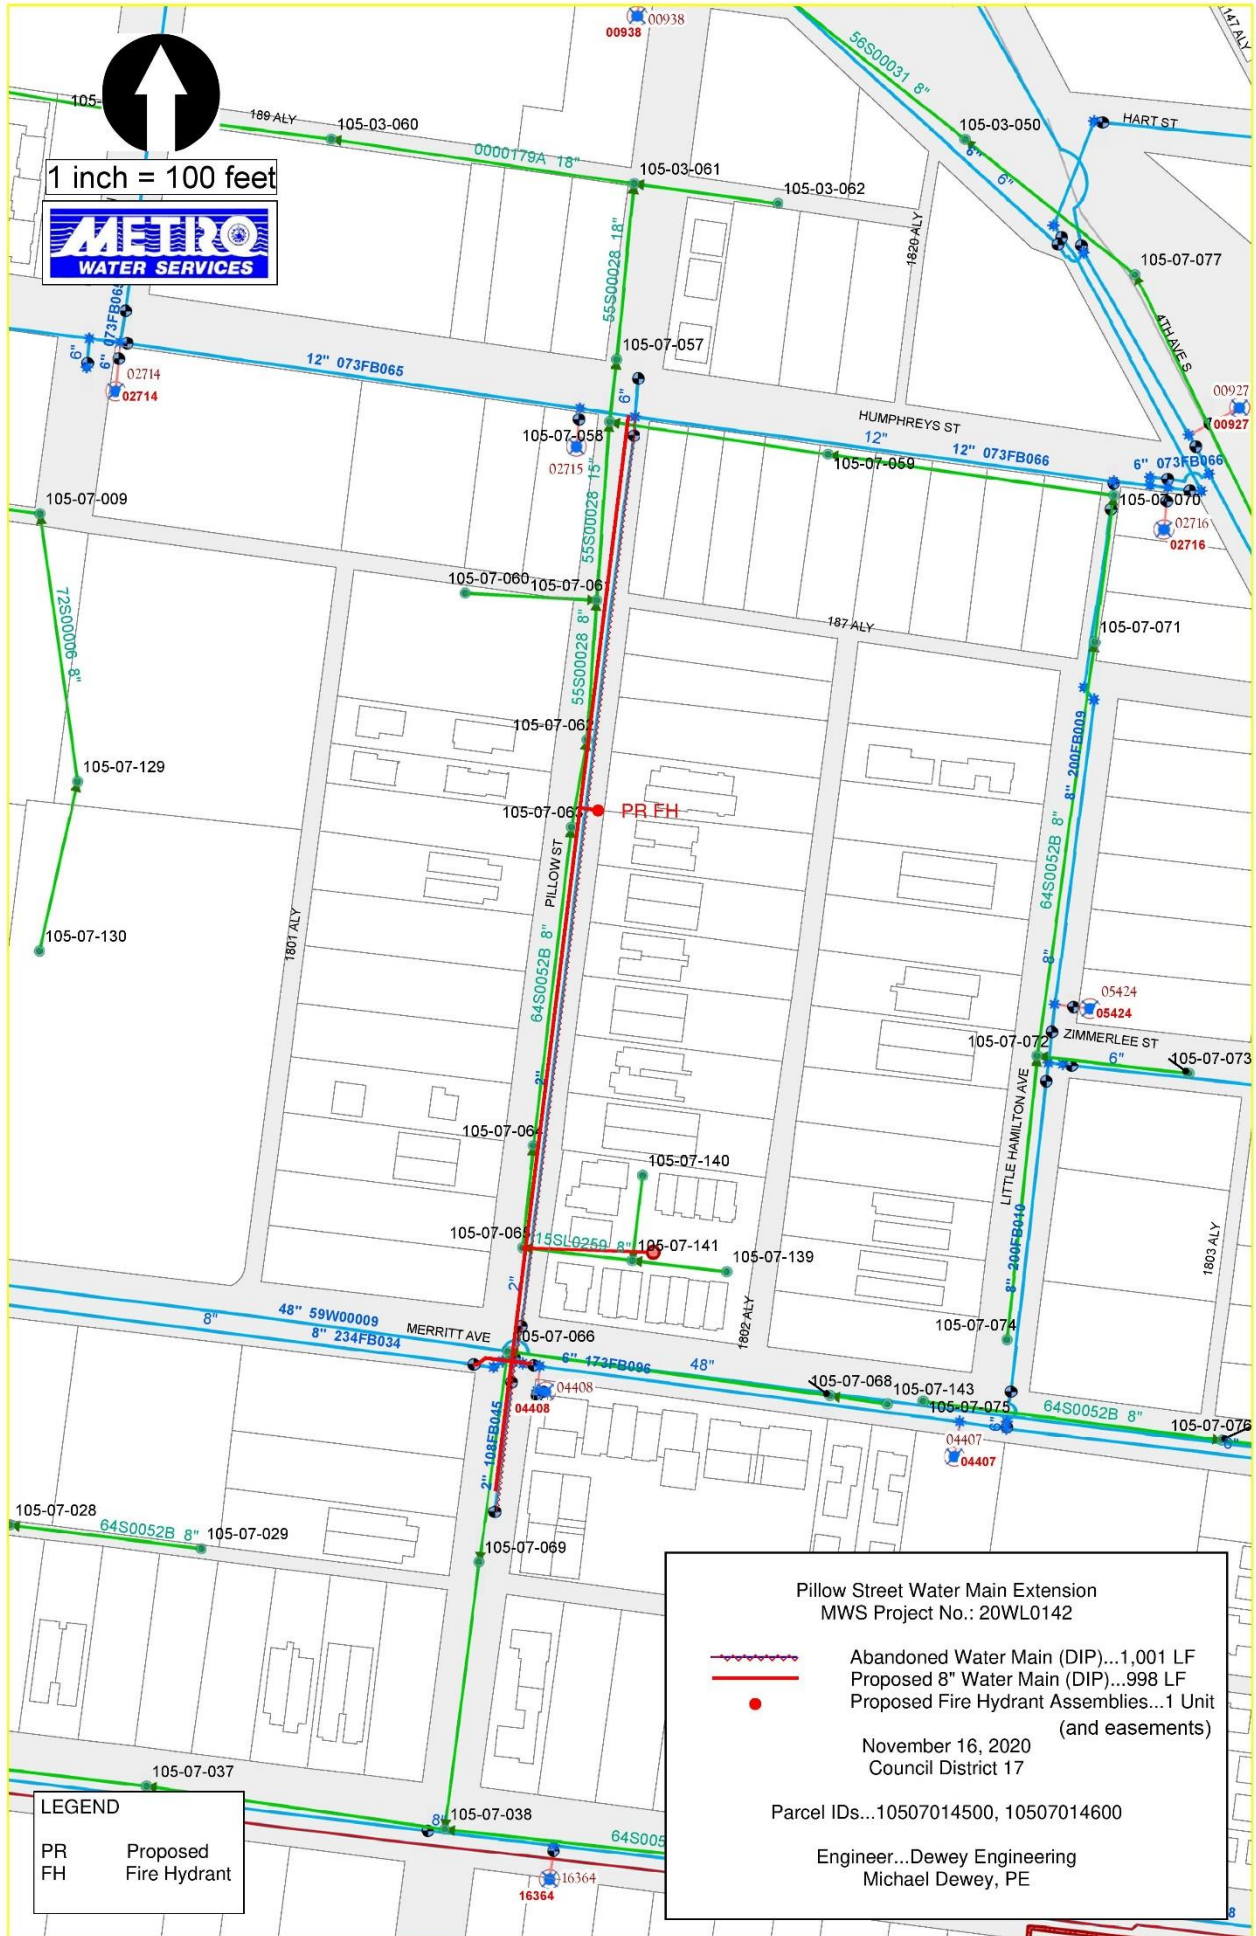 00938
00938
147 ALY
56S00031 8"
105-
189 ALY
105-03-060
105-03-050
HART ST
6"
6"
0000179A 18"
105-03-061
105-03-062
1 inch = 100 feet
METRO
WATER SERVICES
1820 ALY
55S00028 18"
105-07-077
4TH AVE S
6"
6" 073FB065
12" 073FB065
105-07-057
6"
02714
02714
00927
00927
HUMPHREYS ST
105-07-058
12"
12" 073FB066
6" 073FB066
02715
105-07-059
105-07-009
55S00028 15"
105-07-070
02716
02716
105-07-060
105-07-061
72S00006 8"
187 ALY
105-07-071
55S00028 8"
105-07-062
8" 200FB009
105-07-129
105-07-063
PR FH
PILLOW ST
64S0052B 8"
1801 ALY
105-07-130
64S0052B 8"
8"
05424
05424
ZIMMERLEE ST
105-07-072
6"
105-07-073
2"
LITTLE HAMILTON AVE
105-07-064
105-07-140
105-07-065
15SL0259 8"
105-07-141
105-07-139
1803 ALY
2"
8" 200FB010
48" 59W00009
8"
8" 234FB034
MERRITT AVE
105-07-066
1802 ALY
105-07-074
6" 173FB096
48"
04408
04408
105-07-068
105-07-143
105-07-075
64S0052B 8"
105-07-076
6"
6"
04407
04407
2" 108FB045
105-07-028
64S0052B 8"
105-07-029
105-07-069
Pillow Street Water Main Extension
MWS Project No.: 20WL0142
Abandoned Water Main (DIP)...1,001 LF
Proposed 8" Water Main (DIP)...998 LF
Proposed Fire Hydrant Assemblies...1 Unit
(and easements)
November 16, 2020
Council District 17
Parcel IDs...10507014500, 10507014600
Engineer...Dewey Engineering
Michael Dewey, PE
105-07-037
LEGEND
PR Proposed
FH Fire Hydrant
8"
105-07-038
64S005
16364
16364
8